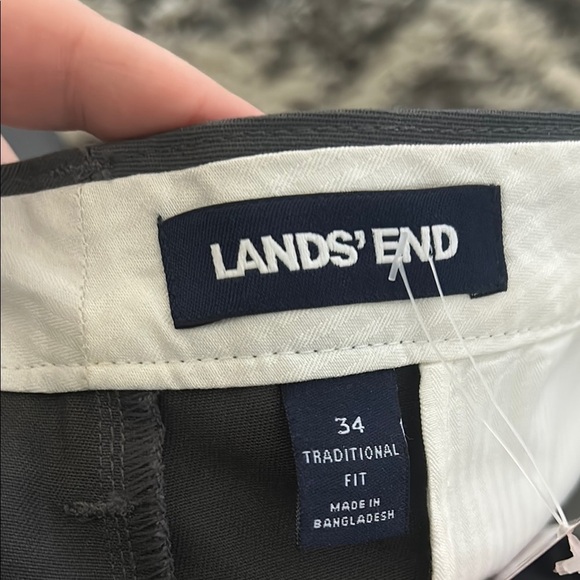 LANDS' END
34
TRADITIONAL
FIT
MADE IN
BANGLADESH